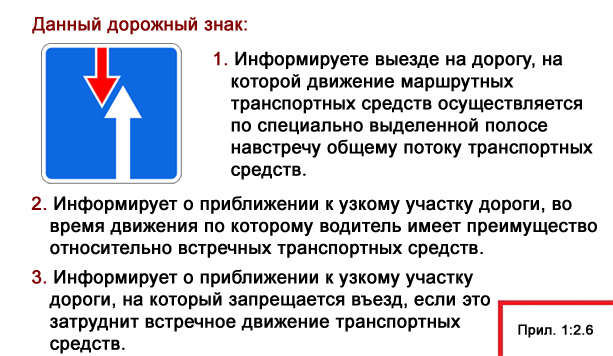 Данный дорожный знак:
1. Информируете выезде на дорогу, на
которой движение маршрутных
транспортных средств осуществляется
по специально выделенной полосе
навстречу общему потоку транспортных
средств.
2. Информирует о приближении к узкому участку дороги, во
время движения по которому водитель имеет преимущество
относительно встречных транспортных средств.
3. Информирует о приближении к узкому участку
дороги, на который запрещается въезд, если это
затруднит встречное движение транспортных
средств.
Прил. 1:2.6